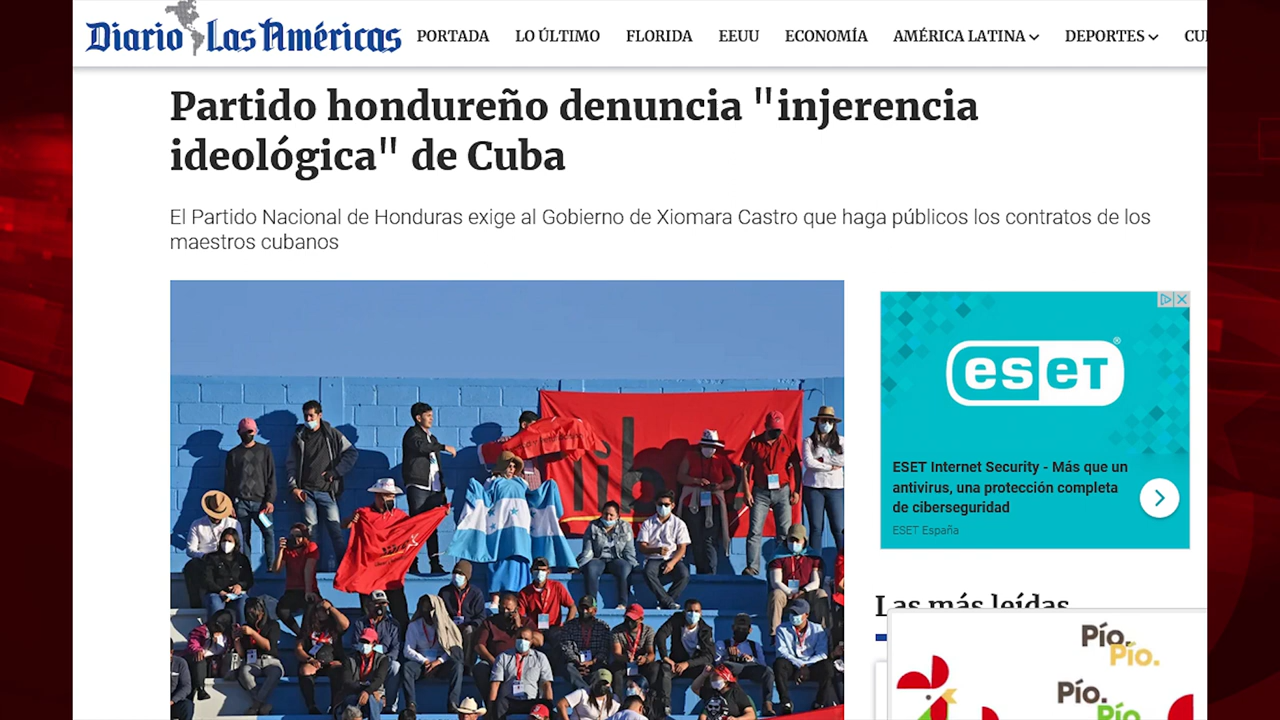 Diario Las Américas
PORTADA LO ÚLTIMO FLORIDA EEUU ECONOMÍA AMÉRICA LATINA DEPORTES
Partido hondureño denuncia "injerencia
ideológica" de Cuba
El Partido Nacional de Honduras exige al Gobierno de Xiomara Castro que haga públicos los contratos de los
maestros cubanos
eseT®
ESET Internet Security - Más que un
antivirus, una protección completa
de ciberseguridad
ESET España
Las más leídas
Pío.
Pío.
Pío.
Pío